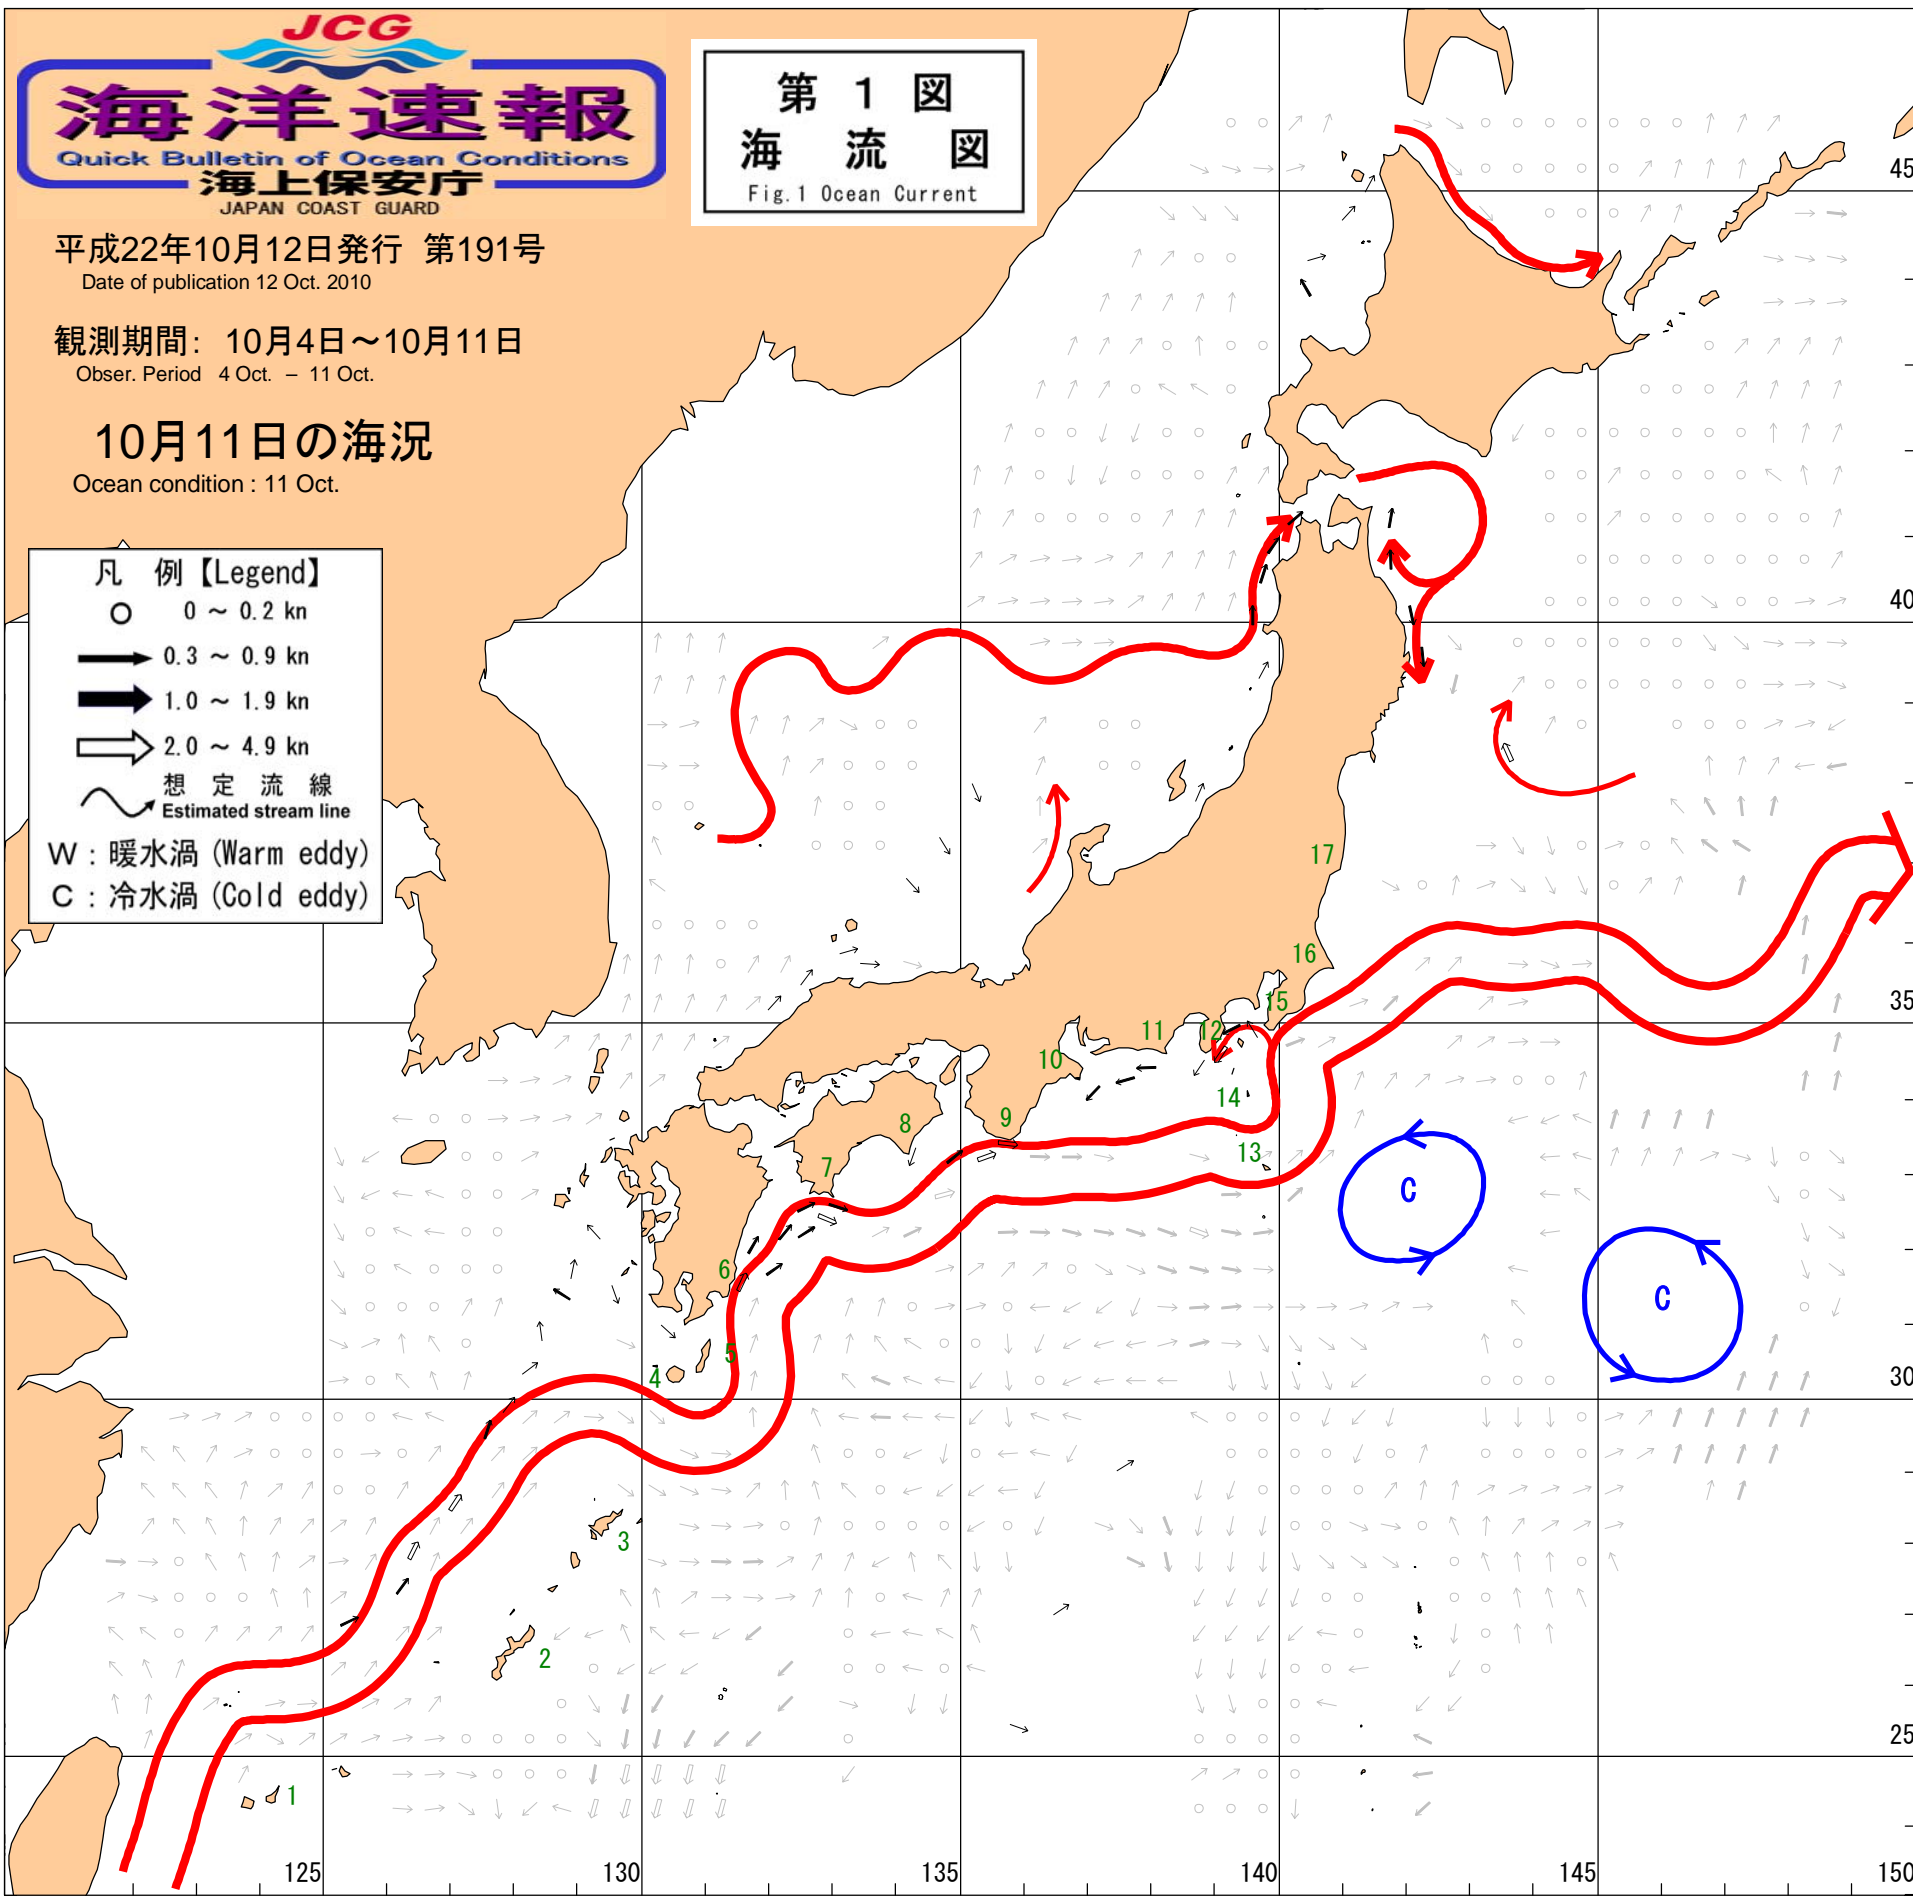 JCG
海洋速報
Quick Bulletin of Ocean Conditions
海上保安庁
JAPAN COAST GUARD
第 1 図
海 流 図
Fig.1 Ocean Current
平成22年10月12日発行 第191号
Date of publication 12 Oct. 2010
観測期間: 10月4日～10月11日
Obser. Period 4 Oct. – 11 Oct.
10月11日の海況
Ocean condition : 11 Oct.
凡 例【Legend】
0 ～ 0.2 kn
0.3 ～ 0.9 kn
1.0 ～ 1.9 kn
2.0 ～ 4.9 kn
想 定 流 線
Estimated stream line
W : 暖水渦 (Warm eddy)
C : 冷水渦 (Cold eddy)
45
40
17
16
35
15
12
11
10
14
9
8
13
7
C
6
C
5
4
30
3
2
25
1
125
130
135
140
145
150